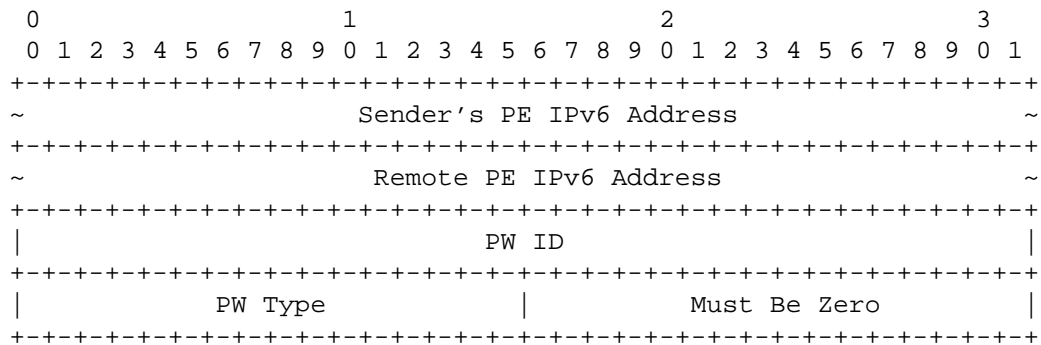 0                   1                   2                   3
 0 1 2 3 4 5 6 7 8 9 0 1 2 3 4 5 6 7 8 9 0 1 2 3 4 5 6 7 8 9 0 1
+-+-+-+-+-+-+-+-+-+-+-+-+-+-+-+-+-+-+-+-+-+-+-+-+-+-+-+-+-+-+-+-+
~                     Sender's PE IPv6 Address                  ~
+-+-+-+-+-+-+-+-+-+-+-+-+-+-+-+-+-+-+-+-+-+-+-+-+-+-+-+-+-+-+-+-+
~                      Remote PE IPv6 Address                   ~
+-+-+-+-+-+-+-+-+-+-+-+-+-+-+-+-+-+-+-+-+-+-+-+-+-+-+-+-+-+-+-+-+
|                             PW ID                             |
+-+-+-+-+-+-+-+-+-+-+-+-+-+-+-+-+-+-+-+-+-+-+-+-+-+-+-+-+-+-+-+-+
|            PW Type            |          Must Be Zero         |
+-+-+-+-+-+-+-+-+-+-+-+-+-+-+-+-+-+-+-+-+-+-+-+-+-+-+-+-+-+-+-+-+